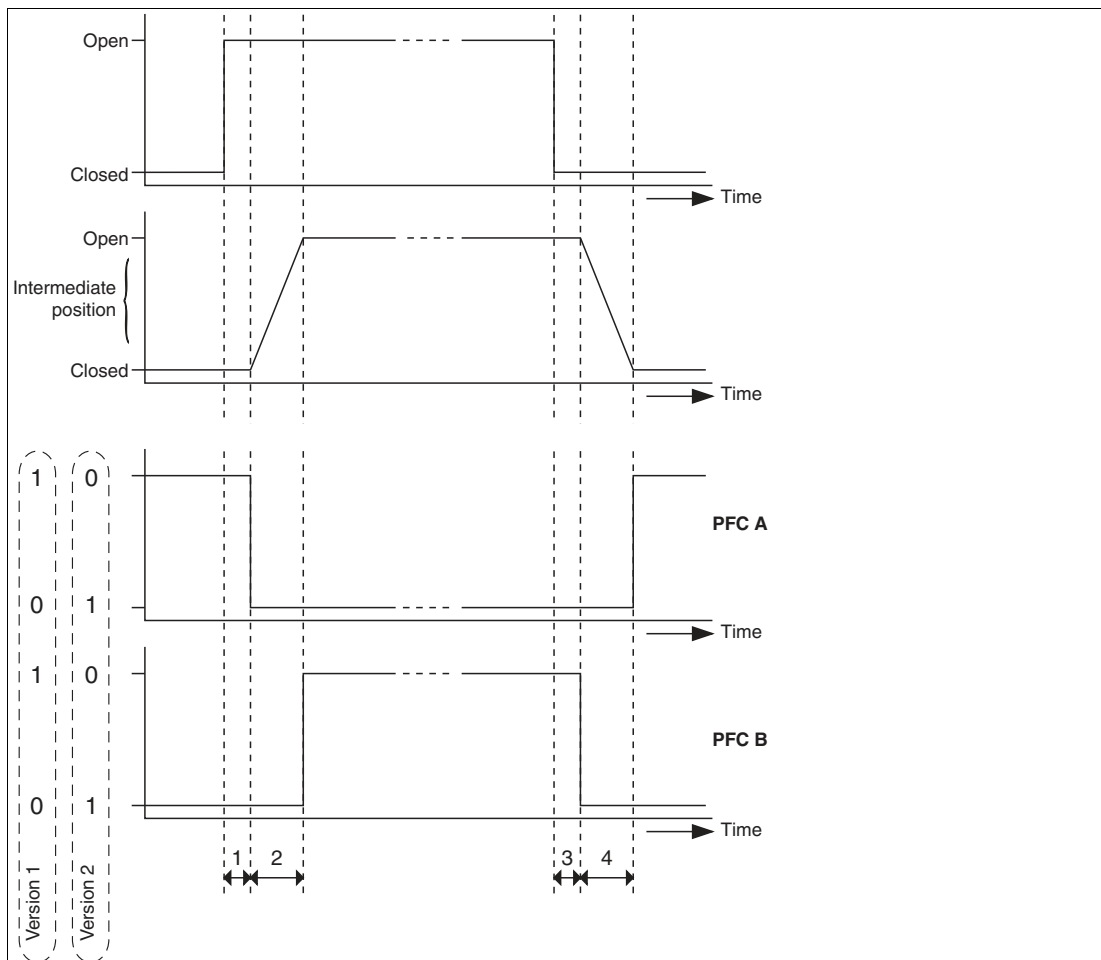 Open
Closed
Time
Open
Intermediate
position
Closed
Time
1 0
0 1
PFC A
Time
1 0
0 1
PFC B
Time
1 2 3 4
Version 1
Version 2